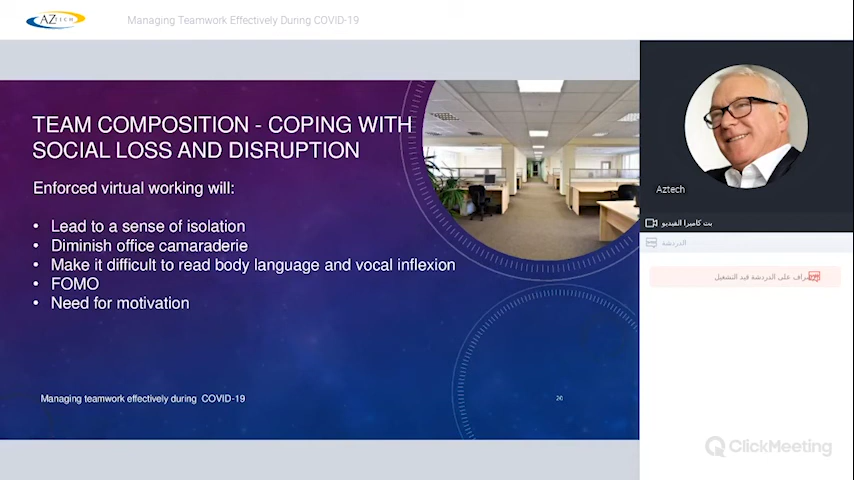 AZTECH
Managing Teamwork Effectively During COVID-19
TEAM COMPOSITION - COPING WITH
SOCIAL LOSS AND DISRUPTION
Enforced virtual working will:
• Lead to a sense of isolation
• Diminish office camaraderie
• Make it difficult to read body language and vocal inflexion
• FOMO
• Need for motivation
Managing teamwork effectively during COVID-19
20
Aztech
بث كاميرا الفيديو
الدردشة
على الدردشة قيد التشغيل
ClickMeeting